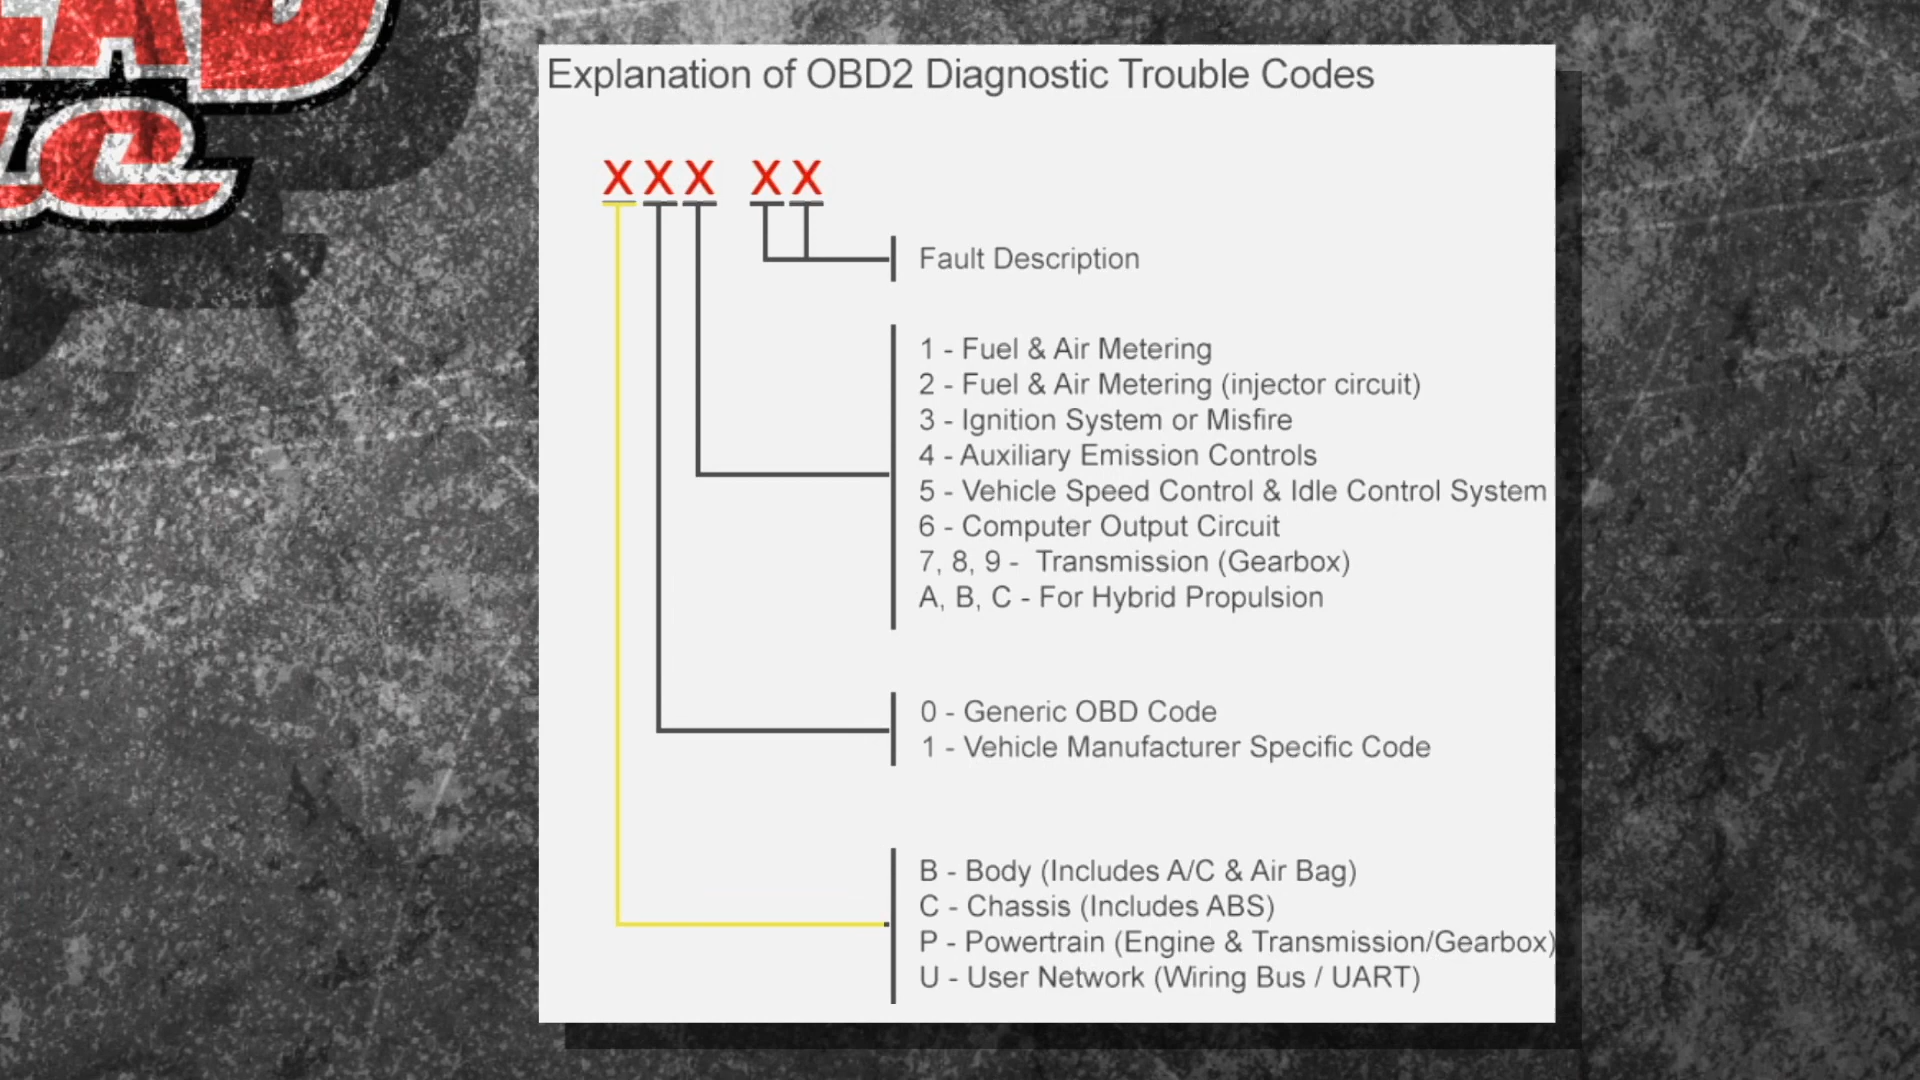 Explanation of OBD2 Diagnostic Trouble Codes
X X X X X
Fault Description
1 - Fuel & Air Metering
2 - Fuel & Air Metering (injector circuit)
3 - Ignition System or Misfire
4 - Auxiliary Emission Controls
5 - Vehicle Speed Control & Idle Control System
6 - Computer Output Circuit
7, 8, 9 - Transmission (Gearbox)
A, B, C - For Hybrid Propulsion
0 - Generic OBD Code
1 - Vehicle Manufacturer Specific Code
B - Body (Includes A/C & Air Bag)
C - Chassis (Includes ABS)
P - Powertrain (Engine & Transmission/Gearbox)
U - User Network (Wiring Bus / UART)